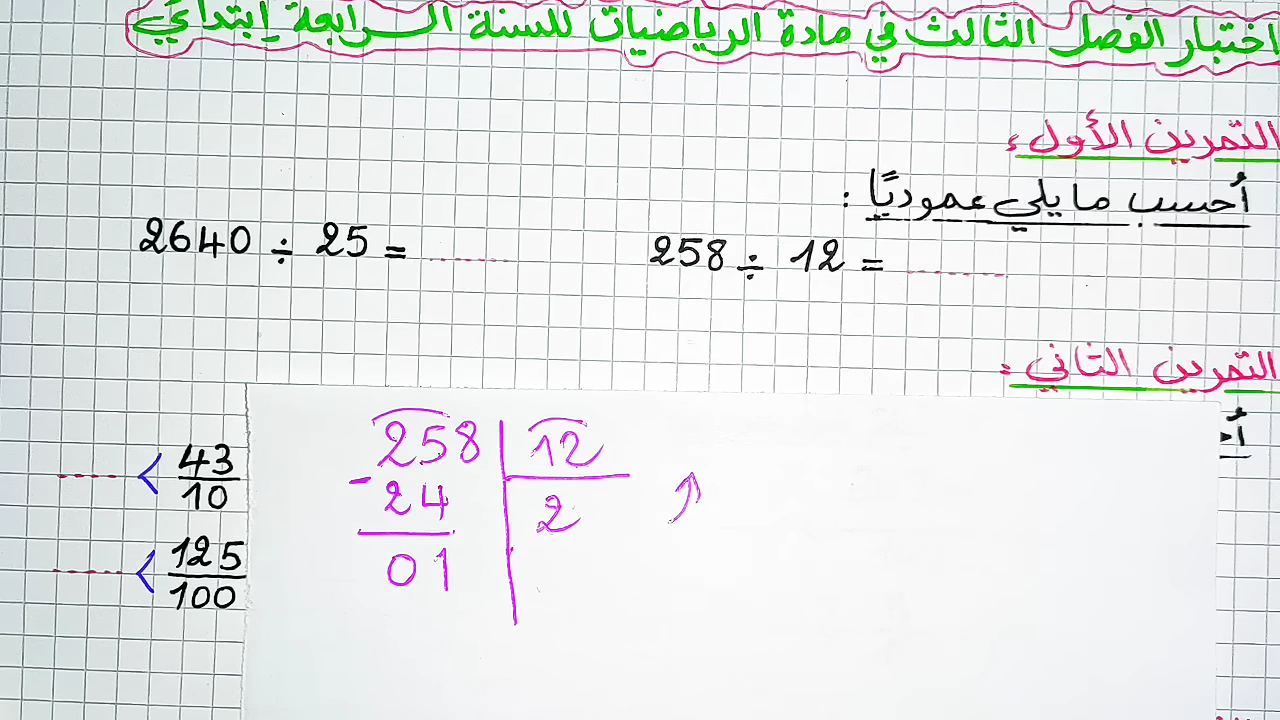 اختبار الفصل الثالث في مادة الرياضيات للسنة الرابعة إبتدائي
التمرين الأول:
أحسب ما يلي عموديًا :
258 ÷ 12 = ........
2640 ÷ 25 = ........
التمرين الثاني :
........ < 43/10
........ < 125/100
258 | 12
- 24 | 2
01